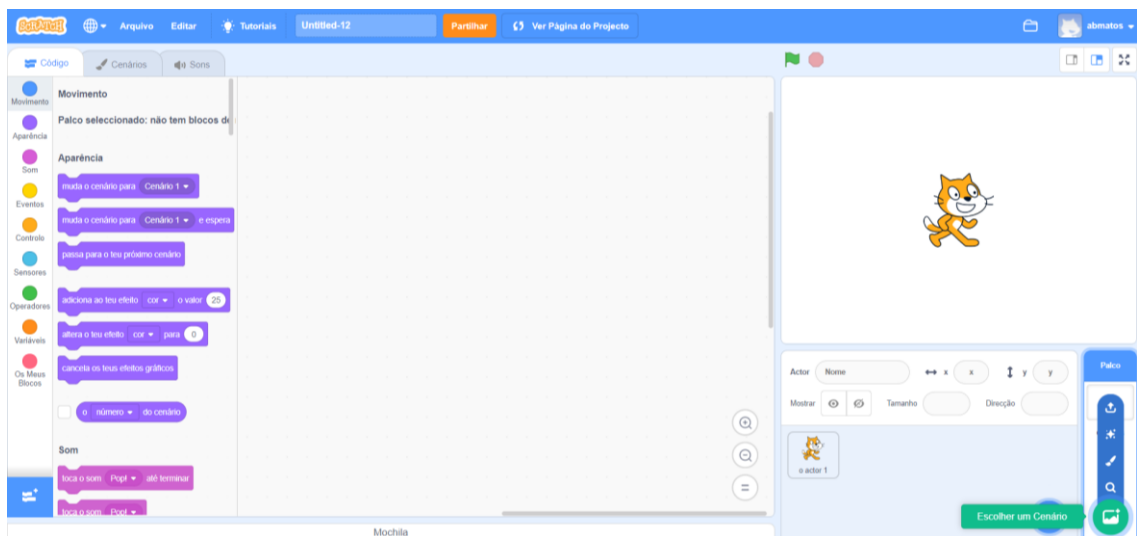 SCRATCH
Arquivo
Editar
Tutoriais
Untitled-12
Partilhar
Ver Página do Projecto
abmatos
Código
Cenários
Sons
Movimento
Aparência
Som
Eventos
Controlo
Sensores
Operadores
Variáveis
Os Meus
Blocos
Movimento
Palco seleccionado: não tem blocos de
Aparência
muda o cenário para Cenário 1
muda o cenário para Cenário 1 e espera
passa para o teu próximo cenário
adiciona ao teu efeito cor o valor 25
altera o teu efeito cor para 0
cancela os teus efeitos gráficos
o número do cenário
Som
toca o som Pop! até terminar
toca o som Pop!
Mochila
Actor Nome x x y y
Mostrar Tamanho Direcção
o actor 1
Palco
Escolher um Cenário